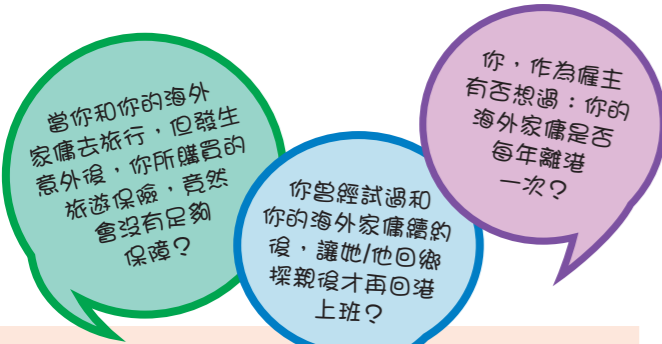 當你和你的海外
家傭去旅行，但發生
意外後，你所購買的
旅遊保險，竟然
會沒有足夠
保障？
你曾經試過和
你的海外家傭續約
後，讓她/他回鄉
探親後才再回港
上班？
你，作為僱主
有否想過：你的
海外家傭是否
每年離港
一次？